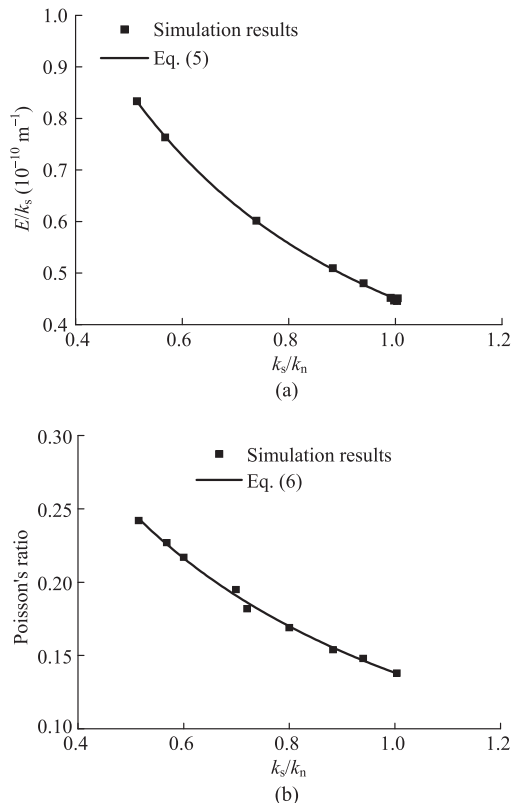 Simulation results
Eq. (5)
1.0
0.9
0.8
0.7
0.6
0.5
0.4
E/kₛ (10⁻¹⁰ m⁻¹)
0.4 0.6 0.8 1.0 1.2
kₛ/kₙ
(a)
0.30
Simulation results
Eq. (6)
0.25
0.20
0.15
0.10
Poisson's ratio
0.4 0.6 0.8 1.0 1.2
kₛ/kₙ
(b)